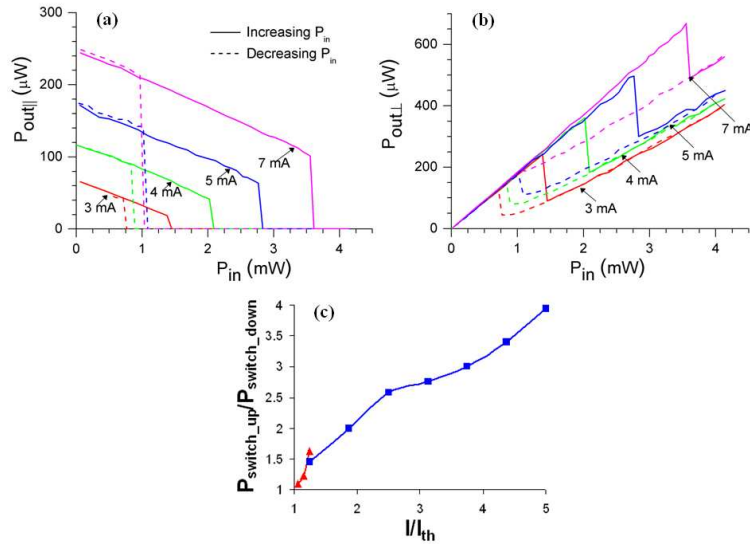 (a)
Increasing P_in
Decreasing P_in
P_out|| (µW)
300
200
100
0
7 mA
5 mA
4 mA
3 mA
0 1 2 3 4
P_in (mW)
(b)
P_out⊥ (µW)
600
400
200
0
7 mA
5 mA
4 mA
3 mA
0 1 2 3 4
P_in (mW)
(c)
P_switch_up/P_switch_down
4
3.5
3
2.5
2
1.5
1
1 2 3 4 5
I/I_th